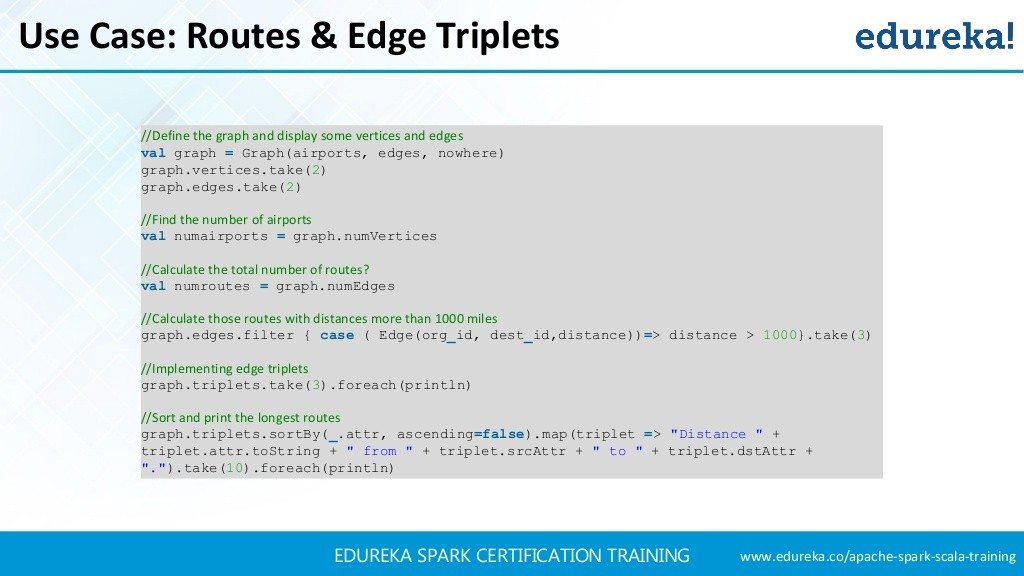 Use Case: Routes & Edge Triplets
edureka!
//Define the graph and display some vertices and edges
val graph = Graph(airports, edges, nowhere)
graph.vertices.take(2)
graph.edges.take(2)
//Find the number of airports
val numairports = graph.numVertices
//Calculate the total number of routes?
val numroutes = graph.numEdges
//Calculate those routes with distances more than 1000 miles
graph.edges.filter { case ( Edge(org_id, dest_id,distance))=> distance > 1000}.take(3)
//Implementing edge triplets
graph.triplets.take(3).foreach(println)
//Sort and print the longest routes
graph.triplets.sortBy(_.attr, ascending=false).map(triplet => "Distance " +
triplet.attr.toString + " from " + triplet.srcAttr + " to " + triplet.dstAttr +
".").take(10).foreach(println)
EDUREKA SPARK CERTIFICATION TRAINING
www.edureka.co/apache-spark-scala-training